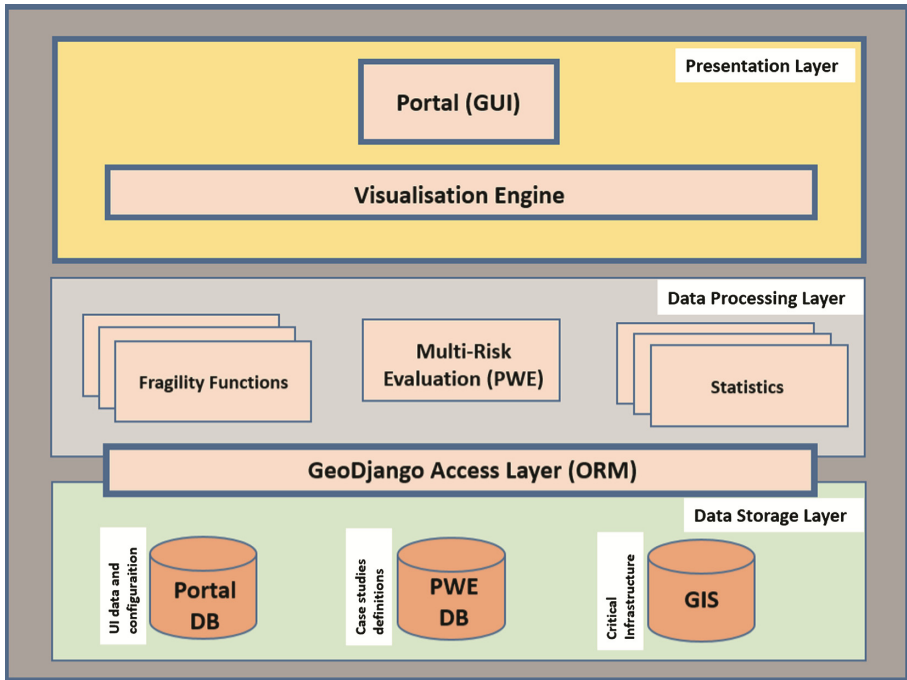 Presentation Layer
Portal (GUI)
Visualisation Engine
Data Processing Layer
Fragility Functions
Multi-Risk
Evaluation (PWE)
Statistics
GeoDjango Access Layer (ORM)
Data Storage Layer
UI data and
configuraition
Portal
DB
Case studies
definitions
PWE
DB
Critical
Infrastructure
GIS